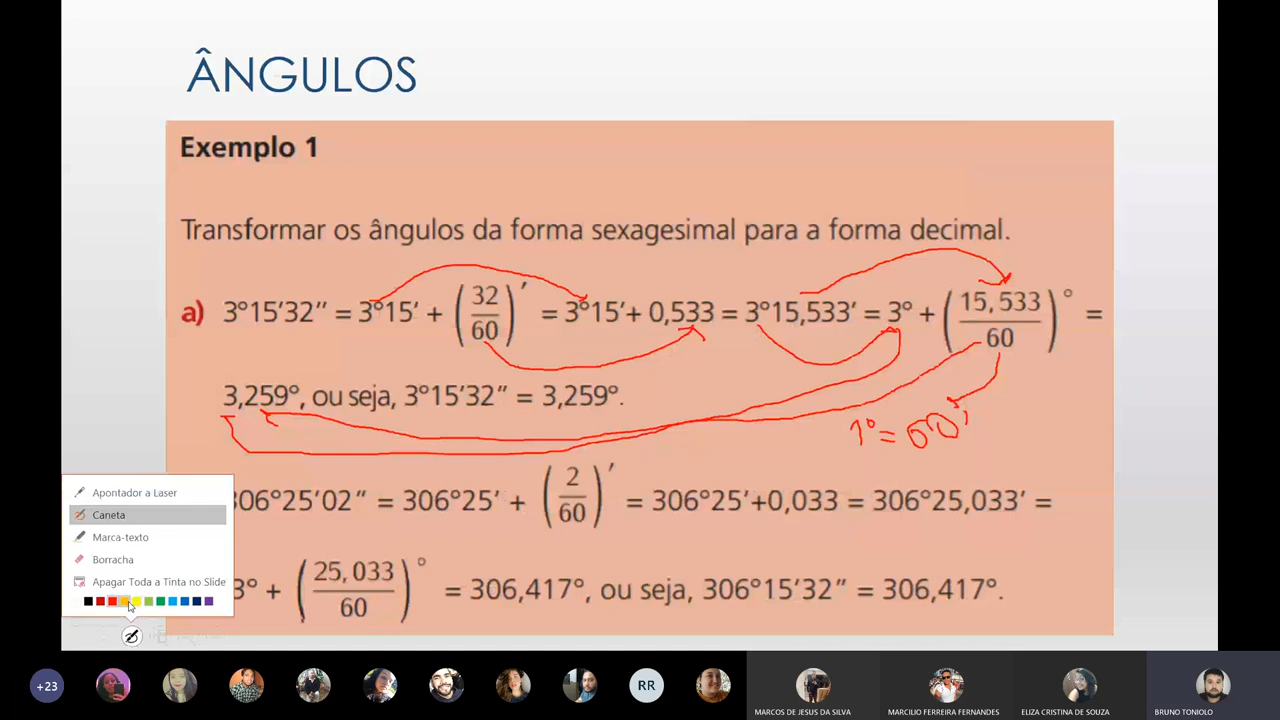 ÂNGULOS
Exemplo 1
Transformar os ângulos da forma sexagesimal para a forma decimal.
a) 3°15′32″ = 3°15′ + (32/60)′ = 3°15′+ 0,533 = 3°15,533′ = 3° + (15,533/60)° =
3,259°, ou seja, 3°15′32″ = 3,259°.
1° = 60′
306°25′02″ = 306°25′ + (2/60)′ = 306°25′+0,033 = 306°25,033′ =
3° + (25,033/60)° = 306,417°, ou seja, 306°15′32″ = 306,417°.
Apontador a Laser
Caneta
Marca-texto
Borracha
Apagar Toda a Tinta no Slide
+23
RR
MARCOS DE JESUS DA SILVA
MARCILIO FERREIRA FERNANDES
ELIZA CRISTINA DE SOUZA
BRUNO TONIOLO